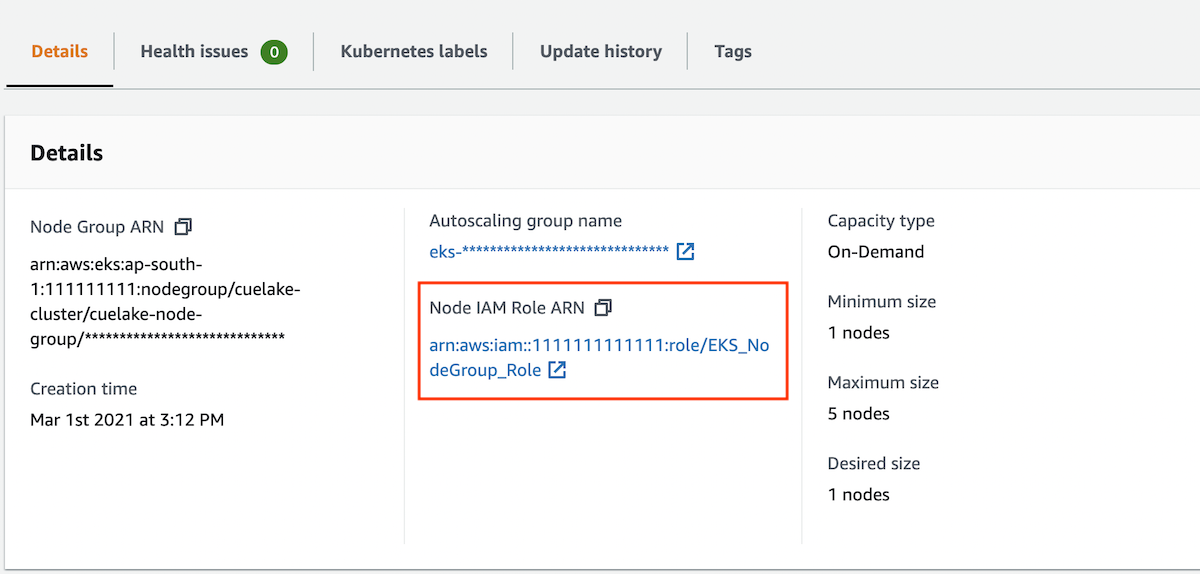 Details
Health issues 0
Kubernetes labels
Update history
Tags
Details
Node Group ARN
arn:aws:eks:ap-south-
1:111111111:nodegroup/cuelake-
cluster/cuelake-node-
group/****************************
Creation time
Mar 1st 2021 at 3:12 PM
Autoscaling group name
eks-******************************
Node IAM Role ARN
arn:aws:iam::1111111111111:role/EKS_No
deGroup_Role
Capacity type
On-Demand
Minimum size
1 nodes
Maximum size
5 nodes
Desired size
1 nodes